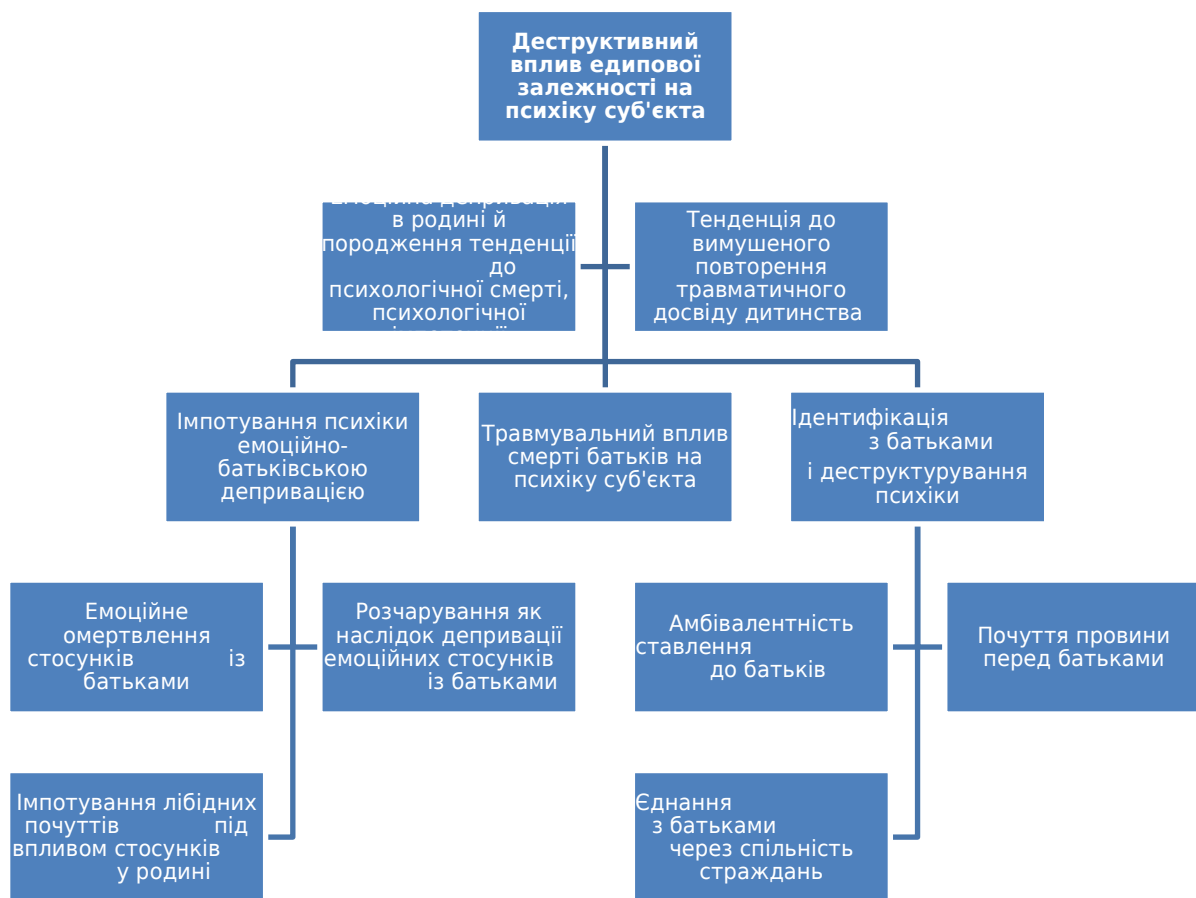 Деструктивний
вплив едипової
залежності на
психіку суб'єкта
в родині й
породження тенденції
до
психологічної смерті,
психологічної
Тенденція до
вимушеного
повторення
травматичного
досвіду дитинства
Імпотування психіки
емоційно-
батьківською
депривацією
Травмувальний вплив
смерті батьків на
психіку суб'єкта
Ідентифікація
з батьками
і деструктурування
психіки
Емоційне
омертвлення
стосунків із
батьками
Розчарування як
наслідок депривації
емоційних стосунків
із батьками
Амбівалентність
ставлення
до батьків
Почуття провини
перед батьками
Імпотування лібідних
почуттів під
впливом стосунків
у родині
Єднання
з батьками
через спільність
страждань